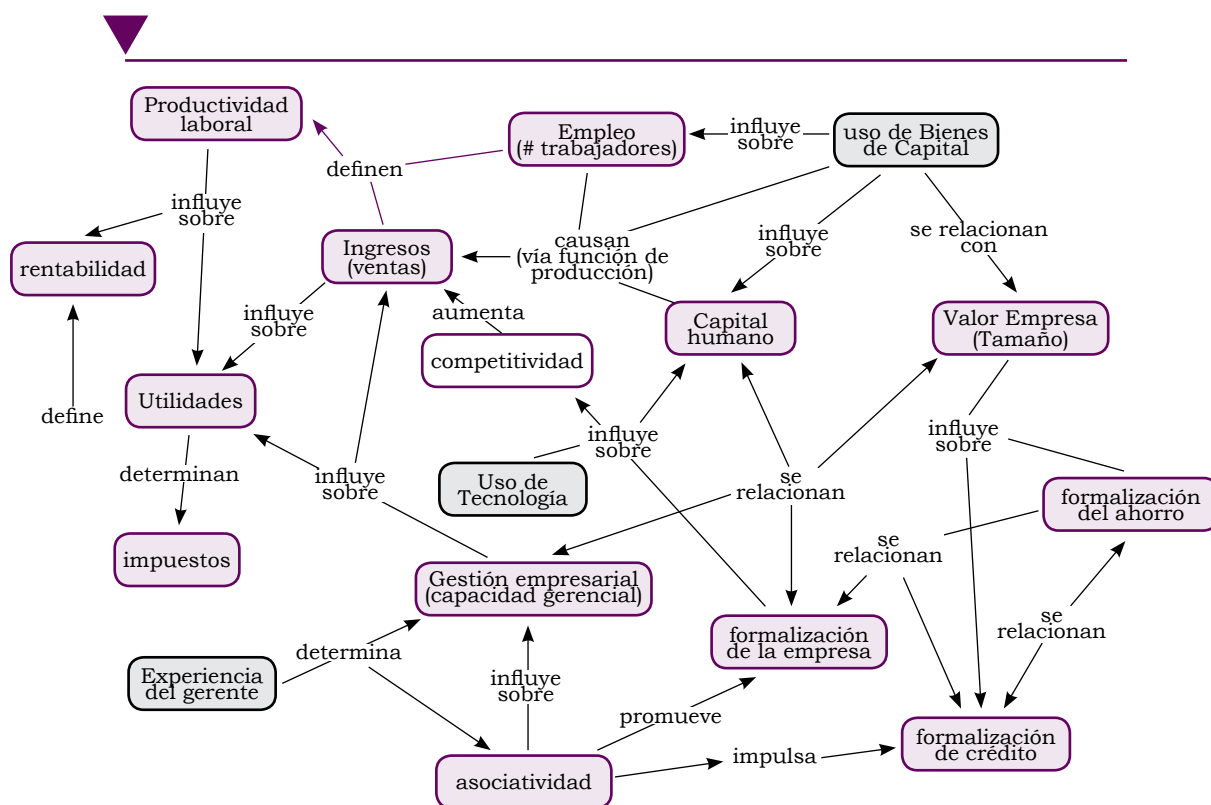 Productividad
laboral
Empleo
(# trabajadores)
influye
sobre
uso de Bienes
de Capital
definen
influye
sobre
rentabilidad
Ingresos
(ventas)
causan
(vía función de
producción)
influye
sobre
se relacionan
con
influye
sobre
aumenta
Capital
humano
Valor Empresa
(Tamaño)
competitividad
Utilidades
define
influye
sobre
influye
sobre
determinan
influye
sobre
Uso de
Tecnología
se
relacionan
formalización
del ahorro
impuestos
se
relacionan
Gestión empresarial
(capacidad gerencial)
formalización
de la empresa
se
relacionan
determina
Experiencia
del gerente
influye
sobre
promueve
formalización
de crédito
impulsa
asociatividad